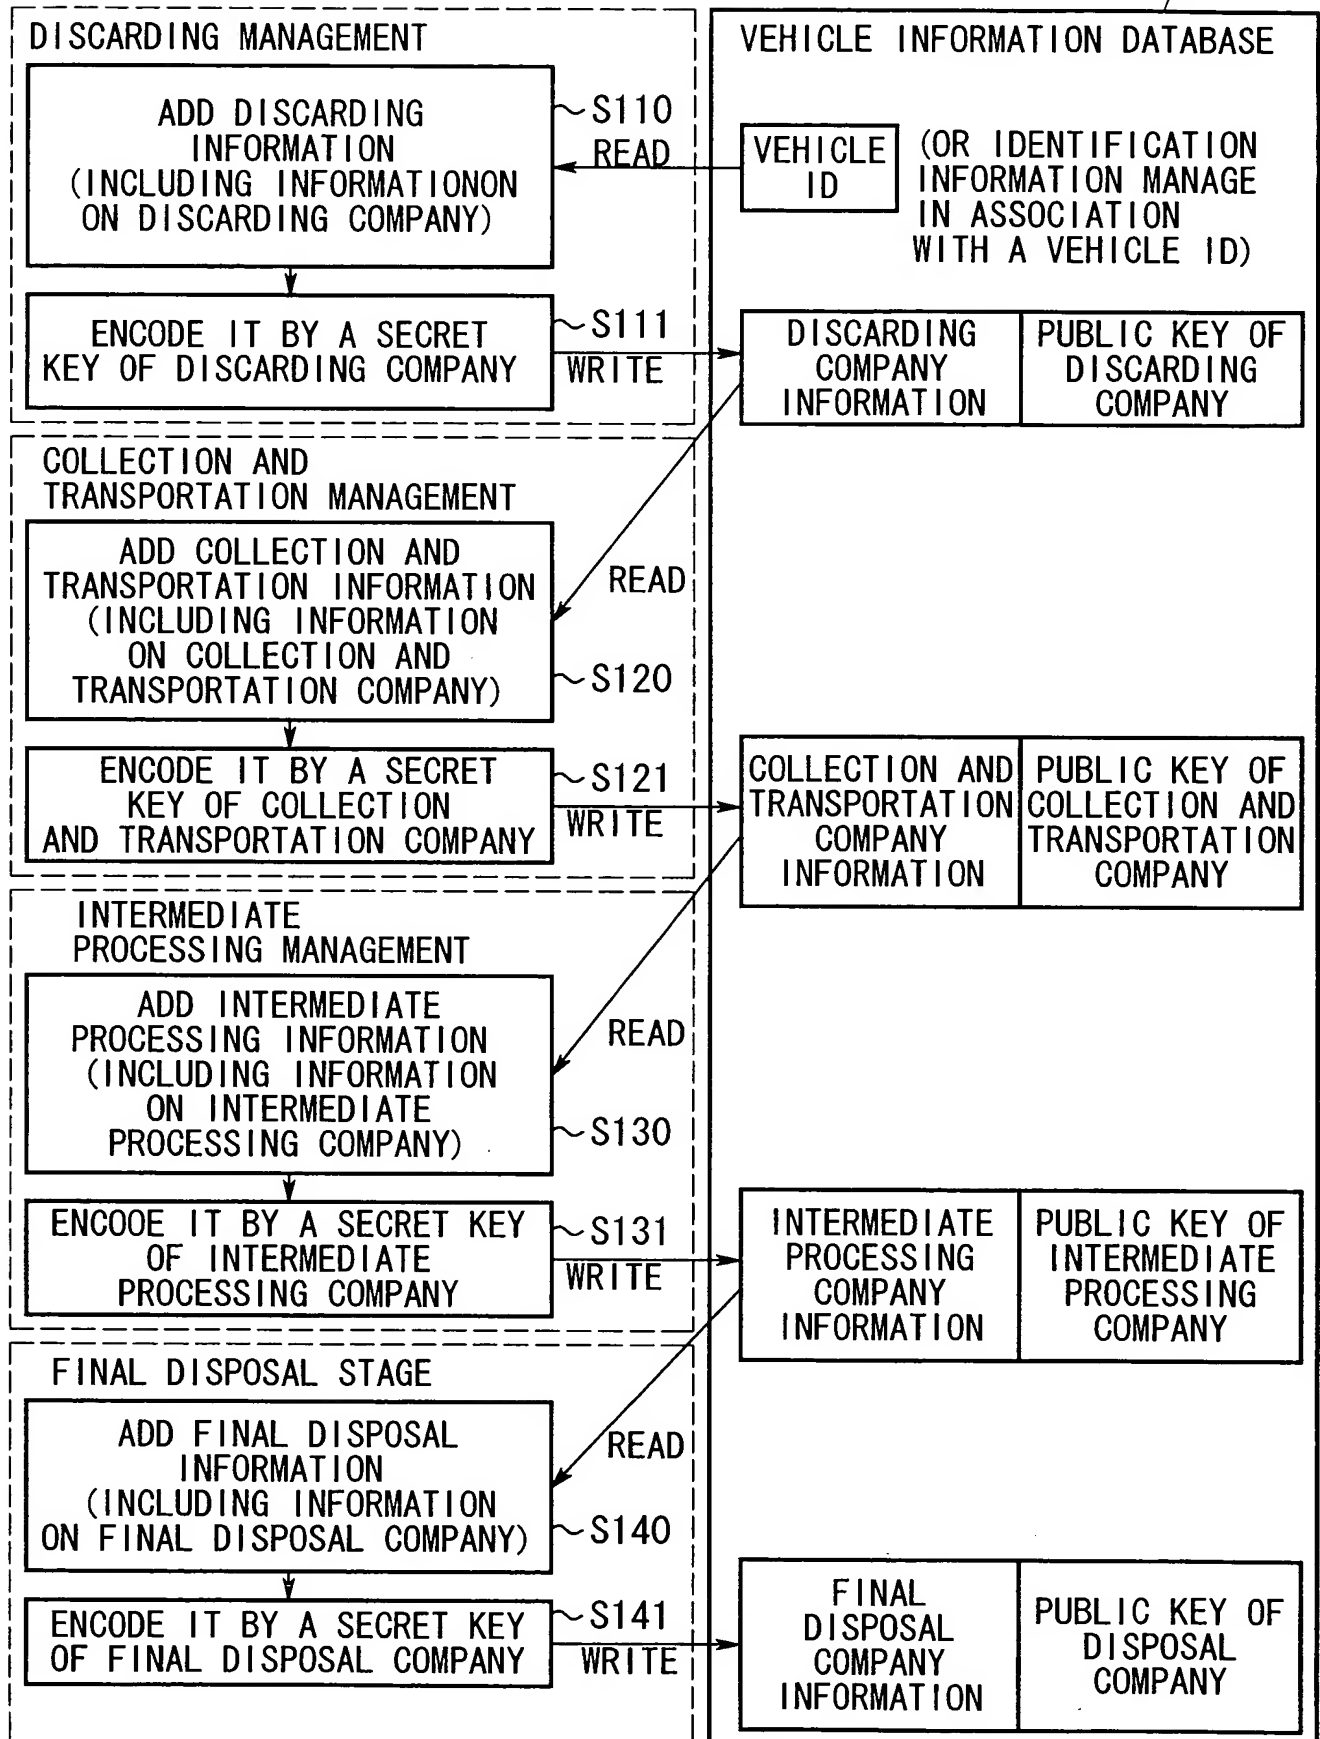 DISCARDING MANAGEMENT
ADD DISCARDING
INFORMATION
(INCLUDING INFORMATIONON
ON DISCARDING COMPANY)
S110
READ
ENCODE IT BY A SECRET
KEY OF DISCARDING COMPANY
S111
WRITE
COLLECTION AND
TRANSPORTATION MANAGEMENT
ADD COLLECTION AND
TRANSPORTATION INFORMATION
(INCLUDING INFORMATION
ON COLLECTION AND
TRANSPORTATION COMPANY)
READ
S120
ENCODE IT BY A SECRET
KEY OF COLLECTION
AND TRANSPORTATION COMPANY
S121
WRITE
INTERMEDIATE
PROCESSING MANAGEMENT
ADD INTERMEDIATE
PROCESSING INFORMATION
(INCLUDING INFORMATION
ON INTERMEDIATE
PROCESSING COMPANY)
READ
S130
ENCOOE IT BY A SECRET KEY
OF INTERMEDIATE
PROCESSING COMPANY
S131
WRITE
FINAL DISPOSAL STAGE
ADD FINAL DISPOSAL
INFORMATION
(INCLUDING INFORMATION
ON FINAL DISPOSAL COMPANY)
READ
S140
ENCODE IT BY A SECRET KEY
OF FINAL DISPOSAL COMPANY
S141
WRITE
VEHICLE INFORMATION DATABASE
VEHICLE
ID
(OR IDENTIFICATION
INFORMATION MANAGE
IN ASSOCIATION
WITH A VEHICLE ID)
DISCARDING
COMPANY
INFORMATION
PUBLIC KEY OF
DISCARDING
COMPANY
COLLECTION AND
TRANSPORTATION
COMPANY
INFORMATION
PUBLIC KEY OF
COLLECTION AND
TRANSPORTATION
COMPANY
INTERMEDIATE
PROCESSING
COMPANY
INFORMATION
PUBLIC KEY OF
INTERMEDIATE
PROCESSING
COMPANY
FINAL
DISPOSAL
COMPANY
INFORMATION
PUBLIC KEY OF
DISPOSAL
COMPANY